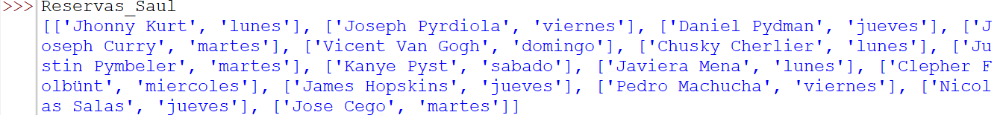 >>> Reservas_Saul
[['Jhonny Kurt', 'lunes'], ['Joseph Pyrdiola', 'viernes'], ['Daniel Pydman', 'jueves'], ['J
oseph Curry', 'martes'], ['Vicent Van Gogh', 'domingo'], ['Chusky Cherlier', 'lunes'], ['Ju
stin Pymbeler', 'martes'], ['Kanye Pyst', 'sabado'], ['Javiera Mena', 'lunes'], ['Clepher F
olbünt', 'miercoles'], ['James Hopskins', 'jueves'], ['Pedro Machucha', 'viernes'], ['Nicol
as Salas', 'jueves'], ['Jose Cego', 'martes']]